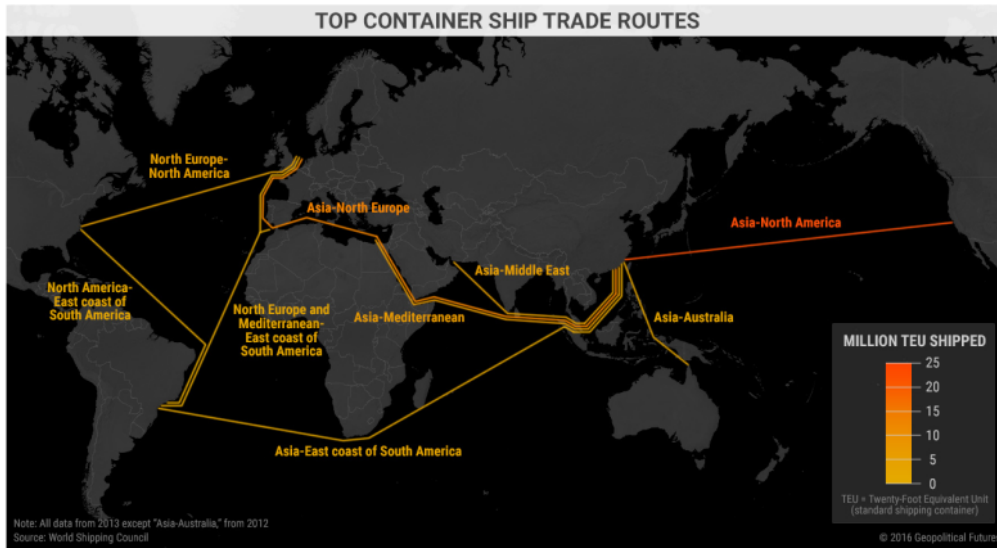 TOP CONTAINER SHIP TRADE ROUTES
North Europe-
North America
Asia-North Europe
Asia-North America
Asia-Middle East
North America-
East coast of
South America
North Europe and
Mediterranean-
East coast of
South America
Asia-Mediterranean
Asia-Australia
MILLION TEU SHIPPED
25
20
15
10
5
0
TEU = Twenty-Foot Equivalent Unit
(standard shipping container)
Asia-East coast of South America
Note: All data from 2013 except "Asia-Australia," from 2012
Source: World Shipping Council
© 2016 Geopolitical Future